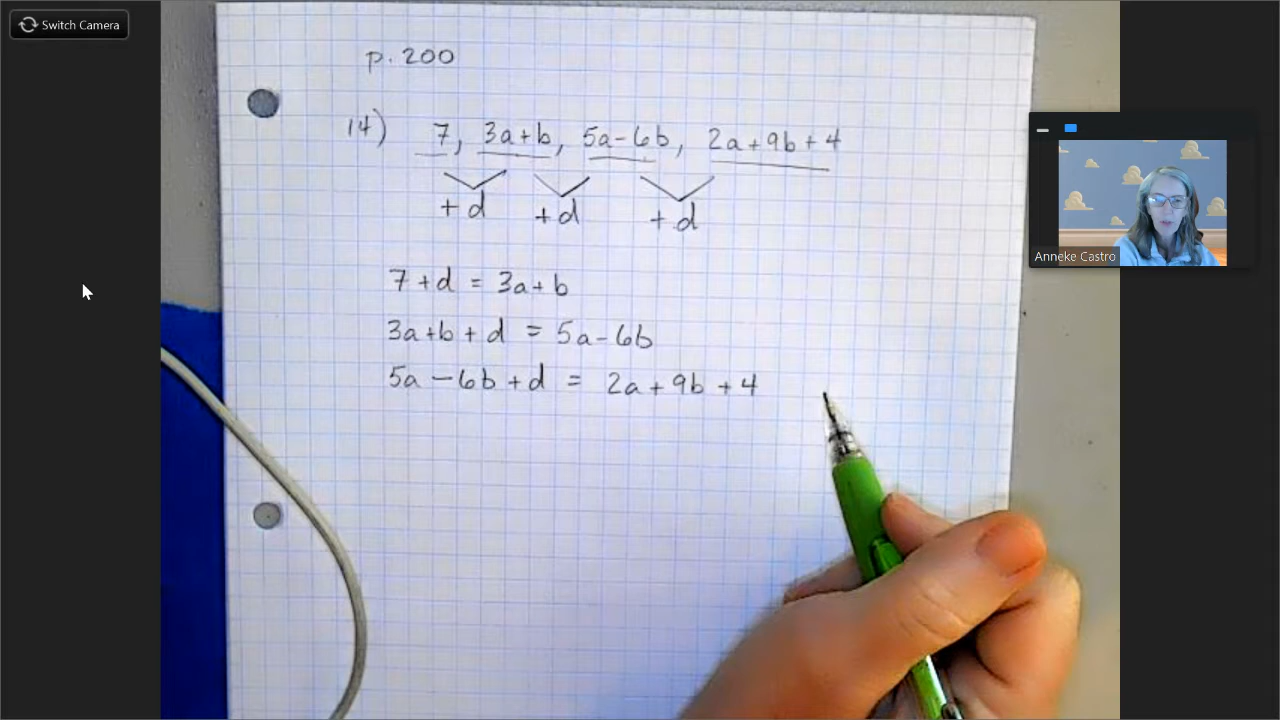 Switch Camera
p. 200
14) 7, 3a+b, 5a-6b, 2a+9b+4
+d +d +d
7+d = 3a+b
3a+b+d = 5a-6b
5a-6b+d = 2a+9b+4
Anneke Castro